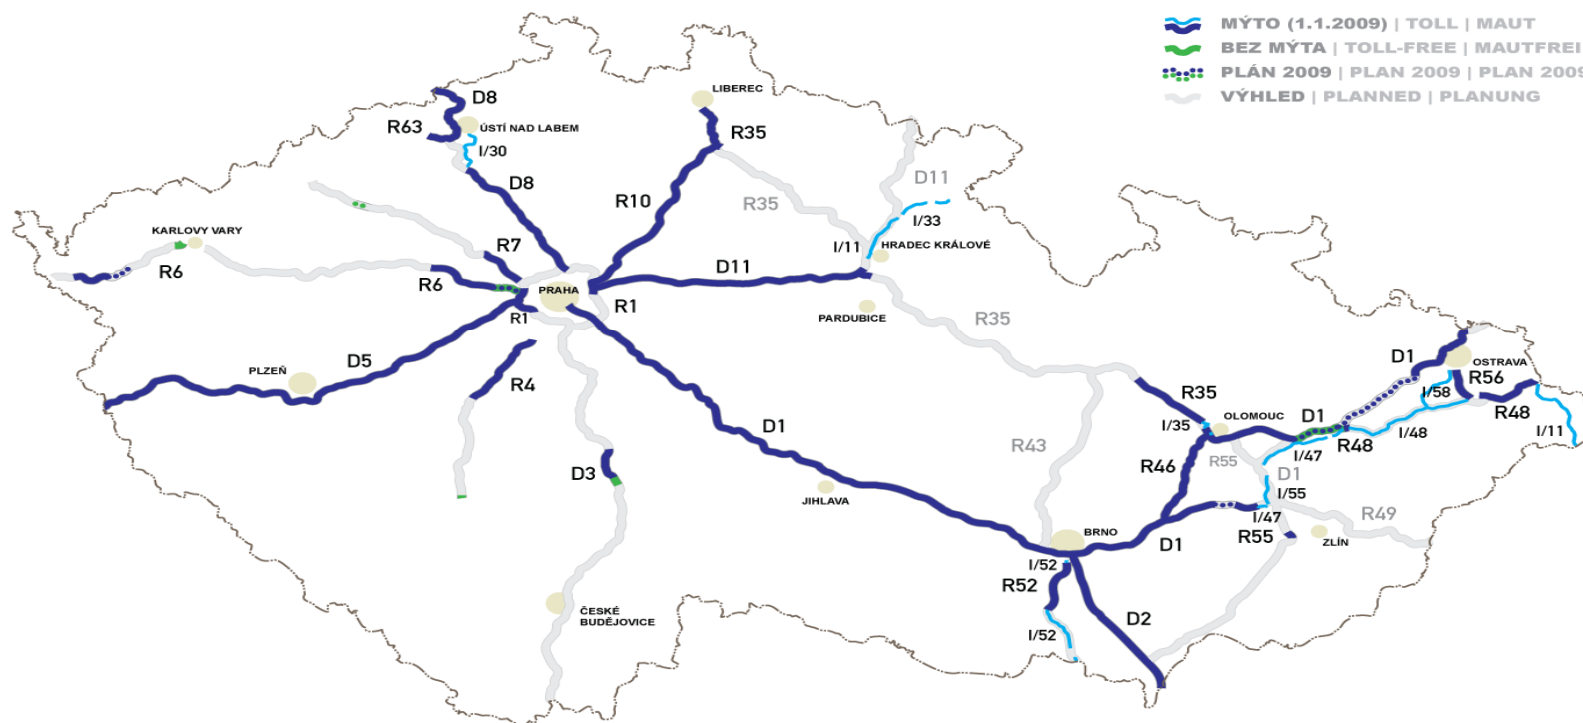 MÝTO (1.1.2009) | TOLL | MAUT
BEZ MÝTA | TOLL-FREE | MAUTFREI
PLÁN 2009 | PLAN 2009 | PLAN 2009
VÝHLED | PLANNED | PLANUNG
D8
LIBEREC
R63
ÚSTÍ NAD LABEM
R35
I/30
D8
D11
R10
R35
I/33
KARLOVY VARY
R7
I/11
HRADEC KRÁLOVÉ
R6
R6
D11
PRAHA
R1
R1
PARDUBICE
R35
D5
PLZEŇ
R4
D1
OSTRAVA
R56
R35
I/58
R48
D1
OLOMOUC
D1
I/35
I/11
R43
R48
I/48
I/47
R55
R46
D3
D1
JIHLAVA
I/55
I/47
R49
BRNO
D1
R55
ZLÍN
I/52
R52
ČESKÉ
BUDĚJOVICE
D2
I/52